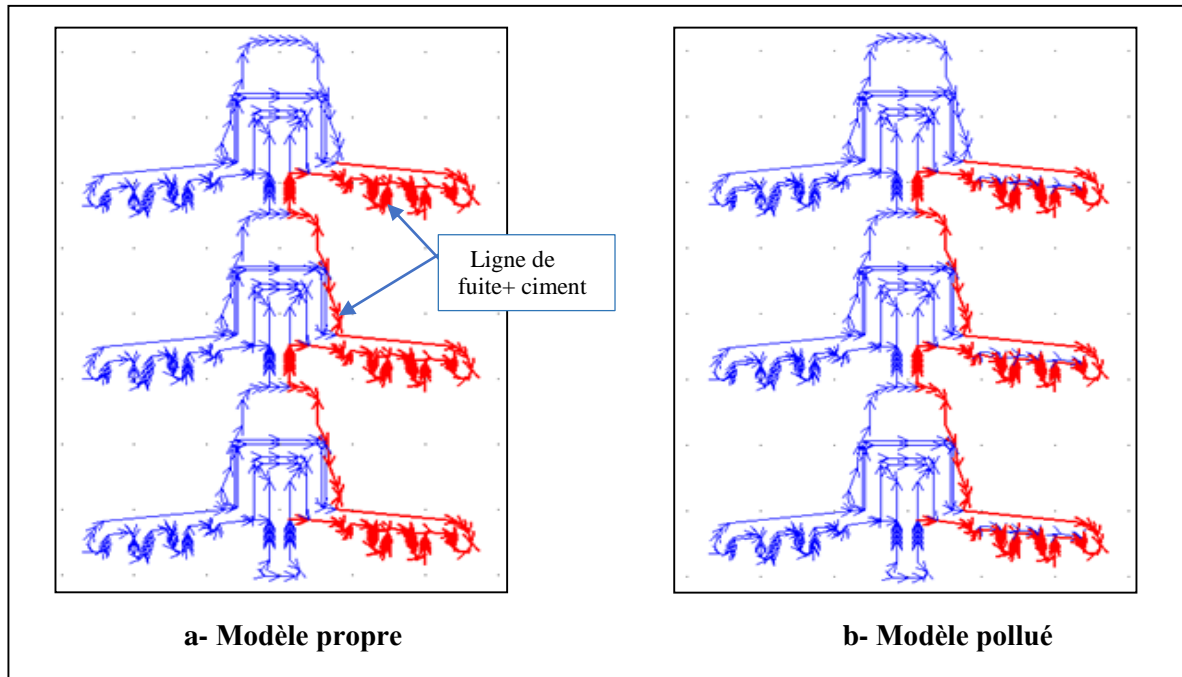 Ligne de
fuite+ ciment
a- Modèle propre
b- Modèle pollué